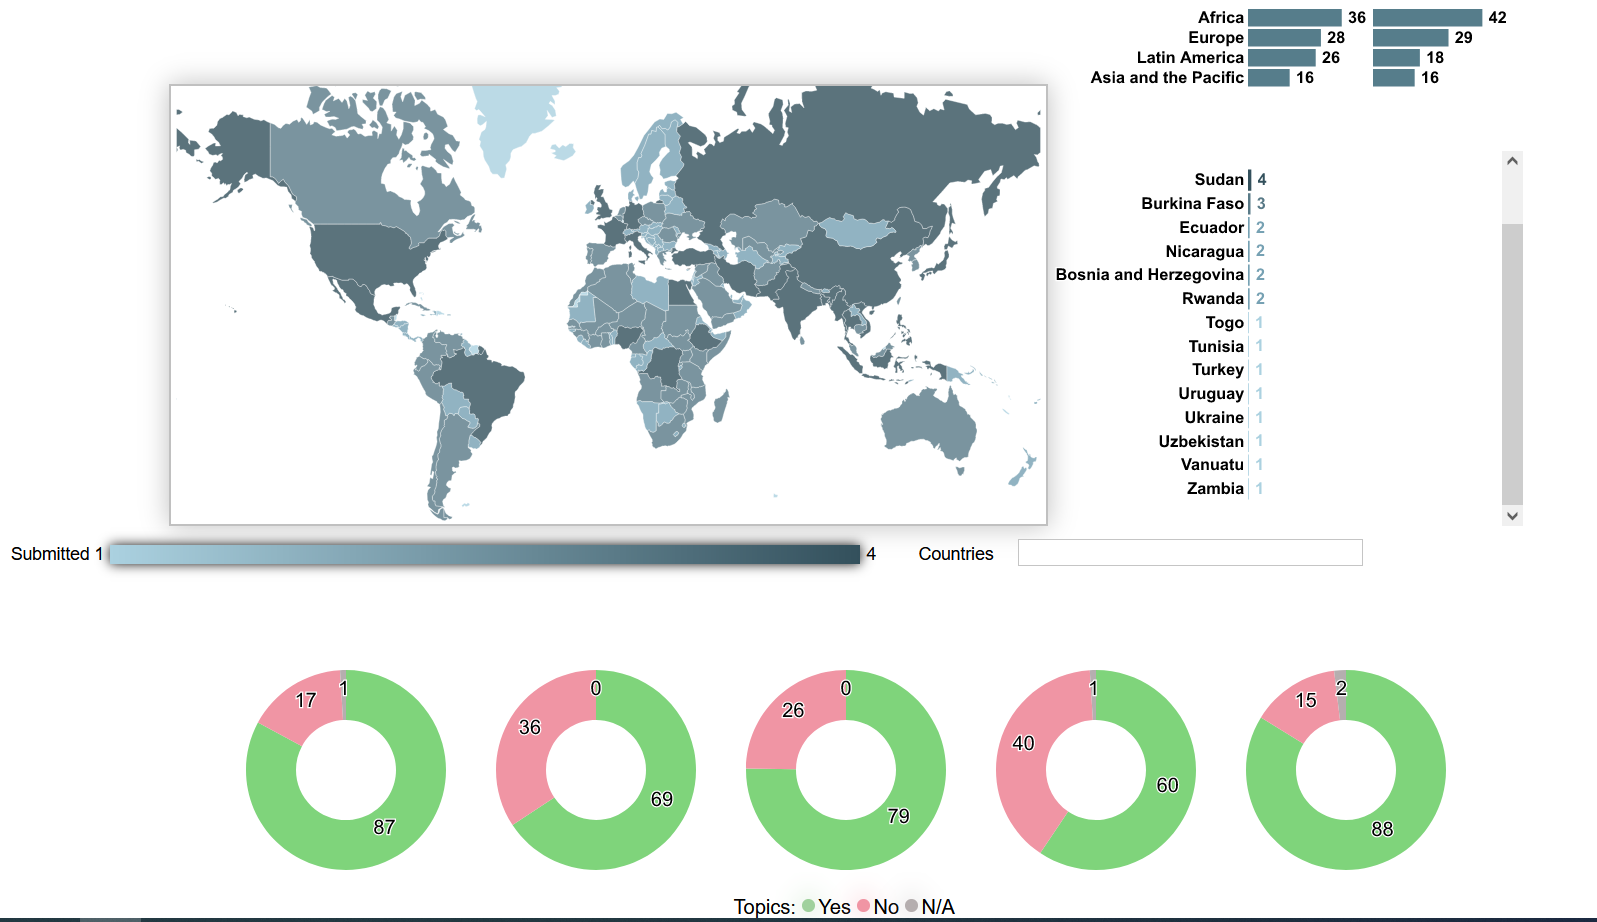 Africa 36 42
Europe 28 29
Latin America 26 18
Asia and the Pacific 16 16
Sudan 4
Burkina Faso 3
Ecuador 2
Nicaragua 2
Bosnia and Herzegovina 2
Rwanda 2
Togo 1
Tunisia 1
Turkey 1
Uruguay 1
Ukraine 1
Uzbekistan 1
Vanuatu 1
Zambia 1
Submitted 1 4 Countries
17 1 87
36 0 69
26 0 79
40 1 60
15 2 88
Topics: Yes No N/A